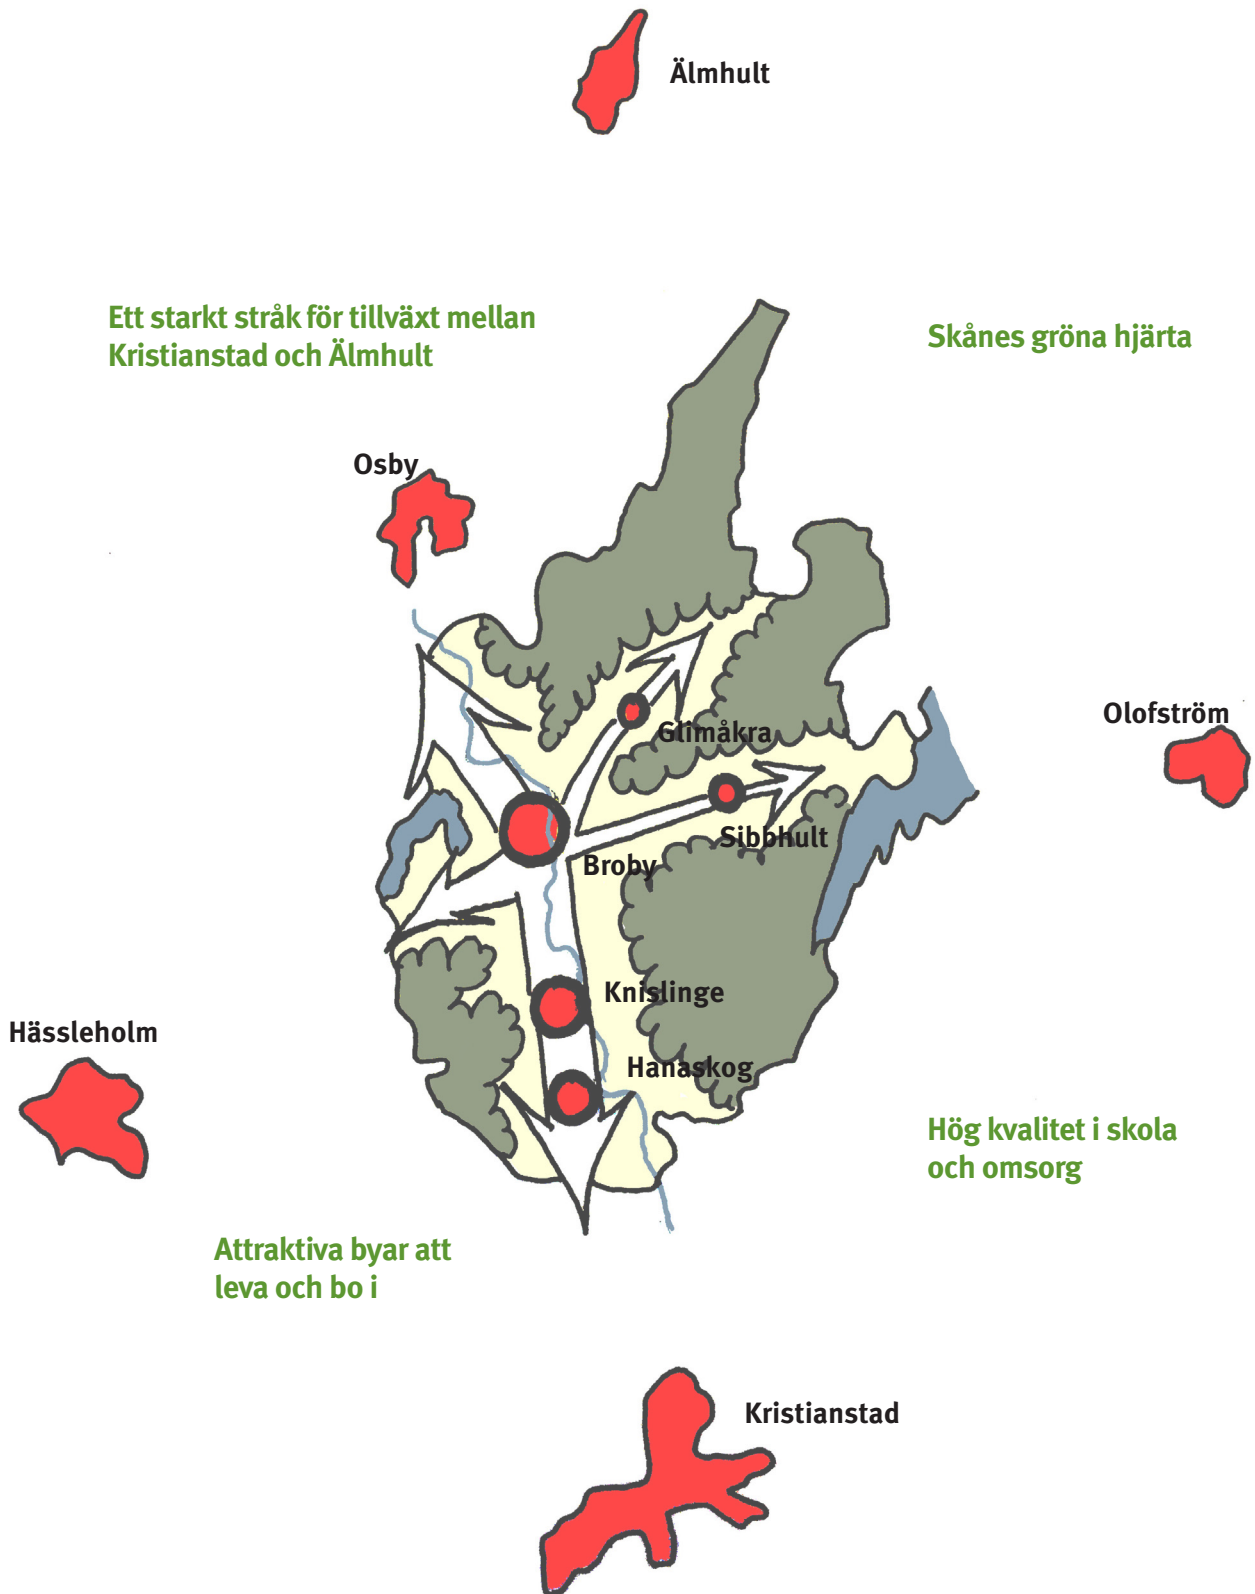 Älmhult
Ett starkt stråk för tillväxt mellan
Kristianstad och Älmhult
Skånes gröna hjärta
Osby
Olofström
Glimåkra
Sibbhult
Broby
Knislinge
Hässleholm
Hanaskog
Hög kvalitet i skola
och omsorg
Attraktiva byar att
leva och bo i
Kristianstad